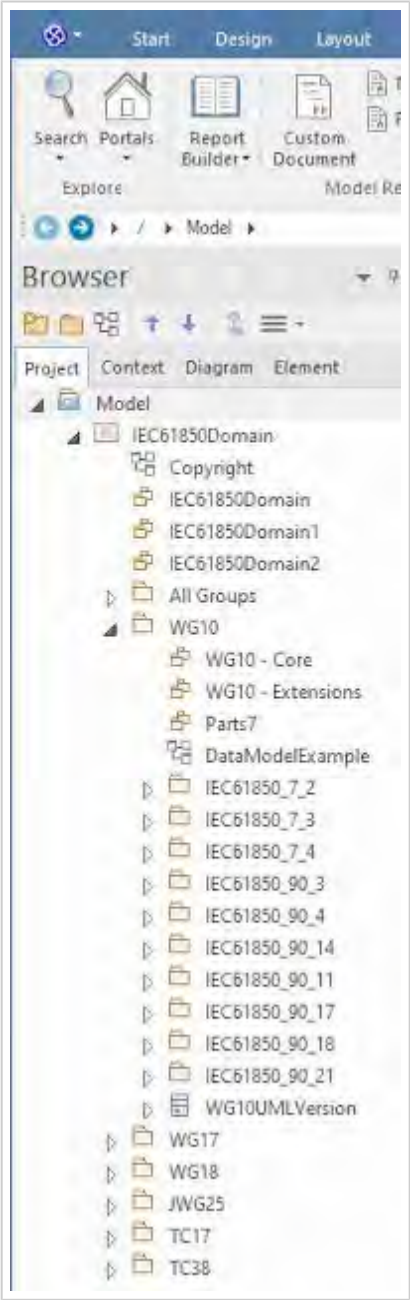 Start Design Layout
Search Portals Report Builder Custom Document
Explore Model Re
/ Model
Browser
Project Context Diagram Element
Model
IEC61850Domain
Copyright
IEC61850Domain
IEC61850Domain1
IEC61850Domain2
All Groups
WG10
WG10 - Core
WG10 - Extensions
Parts7
DataModelExample
IEC61850_7_2
IEC61850_7_3
IEC61850_7_4
IEC61850_90_3
IEC61850_90_4
IEC61850_90_14
IEC61850_90_11
IEC61850_90_17
IEC61850_90_18
IEC61850_90_21
WG10UMLVersion
WG17
WG18
JWG25
TC17
TC38